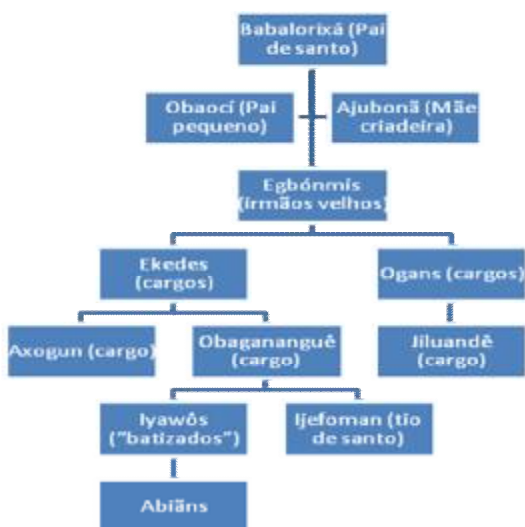 Babalorixá (Pai
de santo)
Obaocí (Pai
pequeno)
Ajubonã (Mãe
criadeira)
Egbónmis
(irmãos velhos)
Ekedes
(cargos)
Ogans (cargos)
Axogun (cargo)
Obagananguê
(cargo)
Jiluandê
(cargo)
Iyawôs
("batizados")
Ijefoman (tio
de santo)
Abiãns